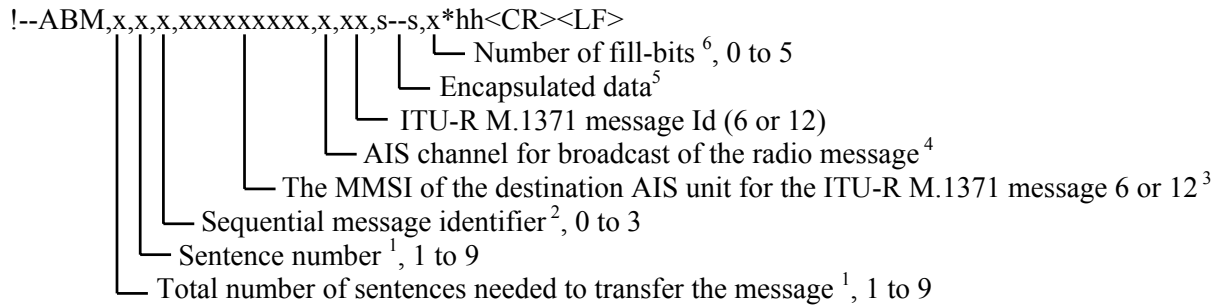 !--ABM,x,x,x,xxxxxxxxx,x,xx,s--s,x*hh<CR><LF>
Number of fill-bits 6, 0 to 5
Encapsulated data5
ITU-R M.1371 message Id (6 or 12)
AIS channel for broadcast of the radio message 4
The MMSI of the destination AIS unit for the ITU-R M.1371 message 6 or 12 3
Sequential message identifier 2, 0 to 3
Sentence number 1, 1 to 9
Total number of sentences needed to transfer the message 1, 1 to 9